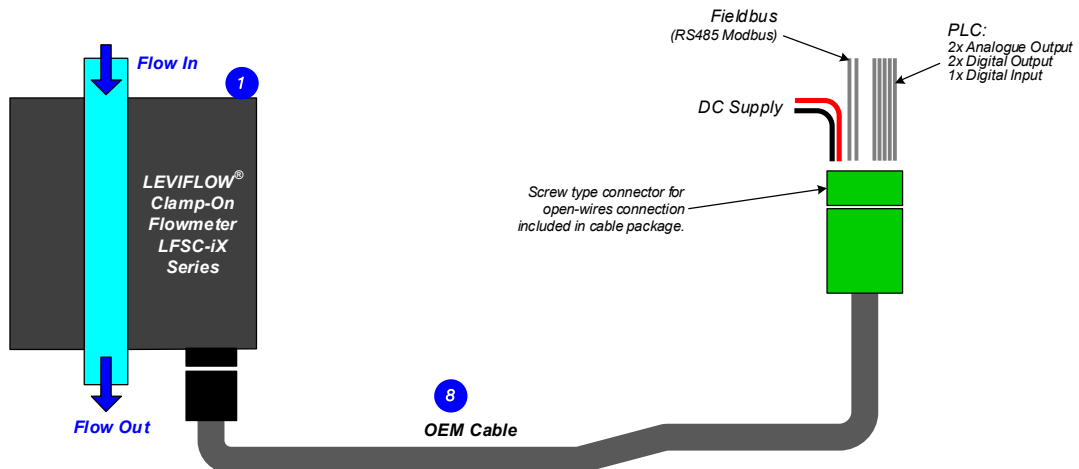 Flow In
1
LEVIFLOW®
Clamp-On
Flowmeter
LFSC-iX
Series
Flow Out
8
OEM Cable
Fieldbus
(RS485 Modbus)
PLC:
2x Analogue Output
2x Digital Output
1x Digital Input
DC Supply
Screw type connector for
open-wires connection
included in cable package.